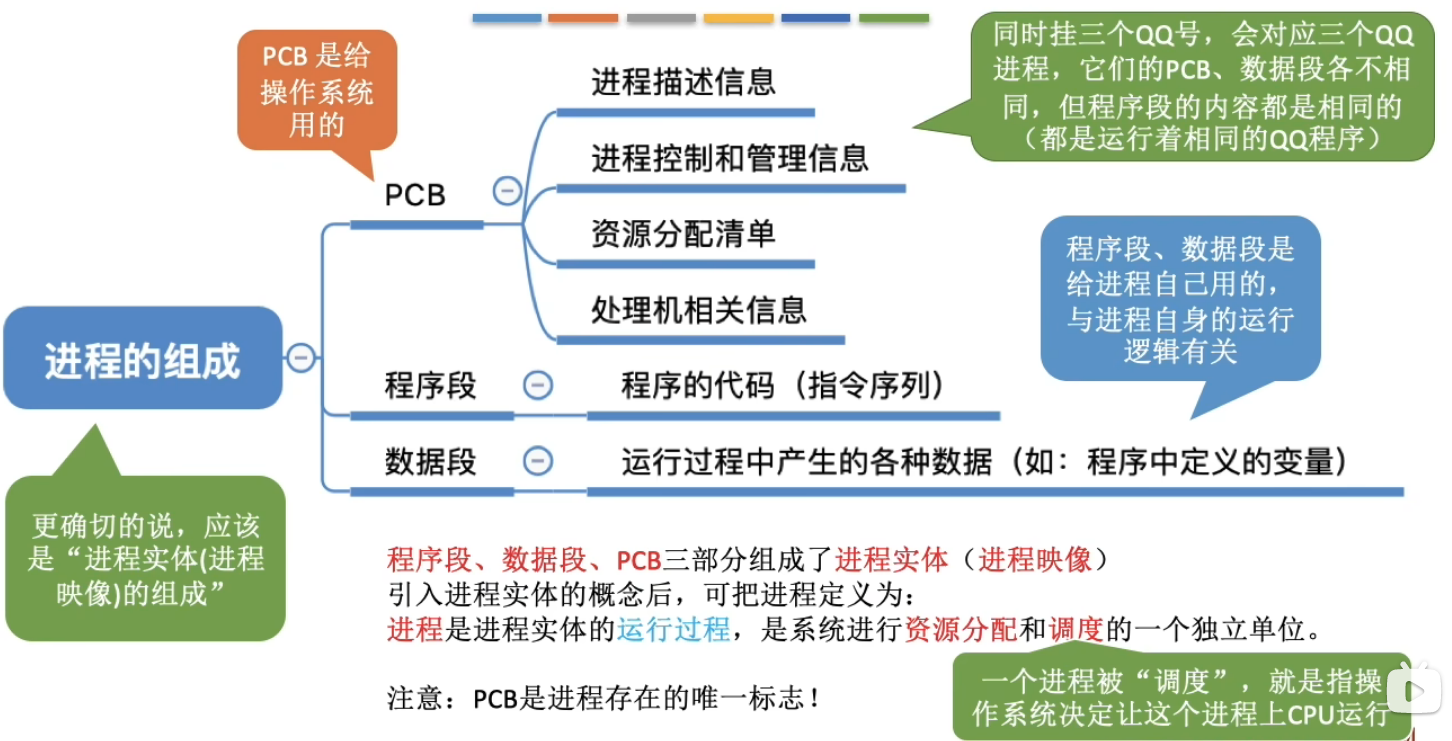 PCB 是给
操作系统
用的
同时挂三个QQ号，会对应三个QQ
进程，它们的PCB、数据段各不相
同，但程序段的内容都是相同的
（都是运行着相同的QQ程序）
进程描述信息
进程控制和管理信息
PCB
资源分配清单
处理机相关信息
程序段、数据段是
给进程自己用的，
与进程自身的运行
逻辑有关
进程的组成
程序段
程序的代码（指令序列）
数据段
运行过程中产生的各种数据（如：程序中定义的变量）
更确切的说，应该
是“进程实体(进程
映像)的组成”
程序段、数据段、PCB三部分组成了进程实体（进程映像）
引入进程实体的概念后，可把进程定义为：
进程是进程实体的运行过程，是系统进行资源分配和调度的一个独立单位。
一个进程被“调度”，就是指操
作系统决定让这个进程上CPU运行
注意：PCB是进程存在的唯一标志！